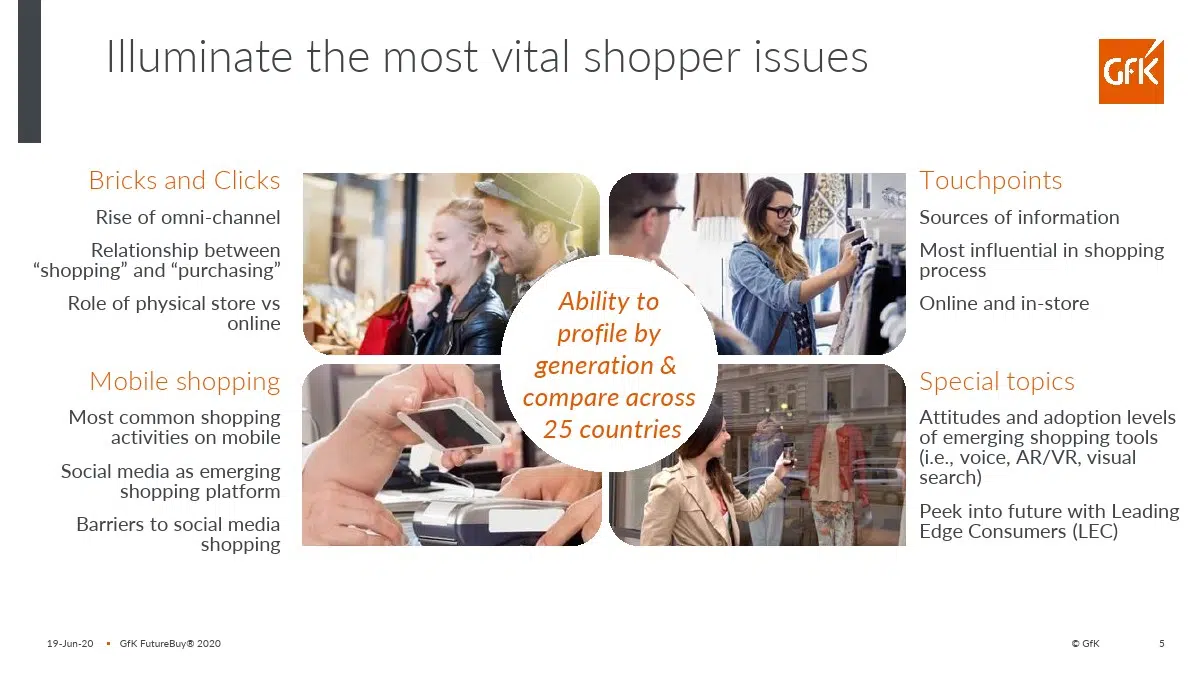 Illuminate the most vital shopper issues
GfK
Bricks and Clicks
Rise of omni-channel
Relationship between
“shopping” and “purchasing”
Role of physical store vs
online
Mobile shopping
Most common shopping
activities on mobile
Social media as emerging
shopping platform
Barriers to social media
shopping
Ability to
profile by
generation &
compare across
25 countries
Touchpoints
Sources of information
Most influential in shopping
process
Online and in-store
Special topics
Attitudes and adoption levels
of emerging shopping tools
(i.e., voice, AR/VR, visual
search)
Peek into future with Leading
Edge Consumers (LEC)
19-Jun-20 • GfK FutureBuy® 2020
© GfK 5